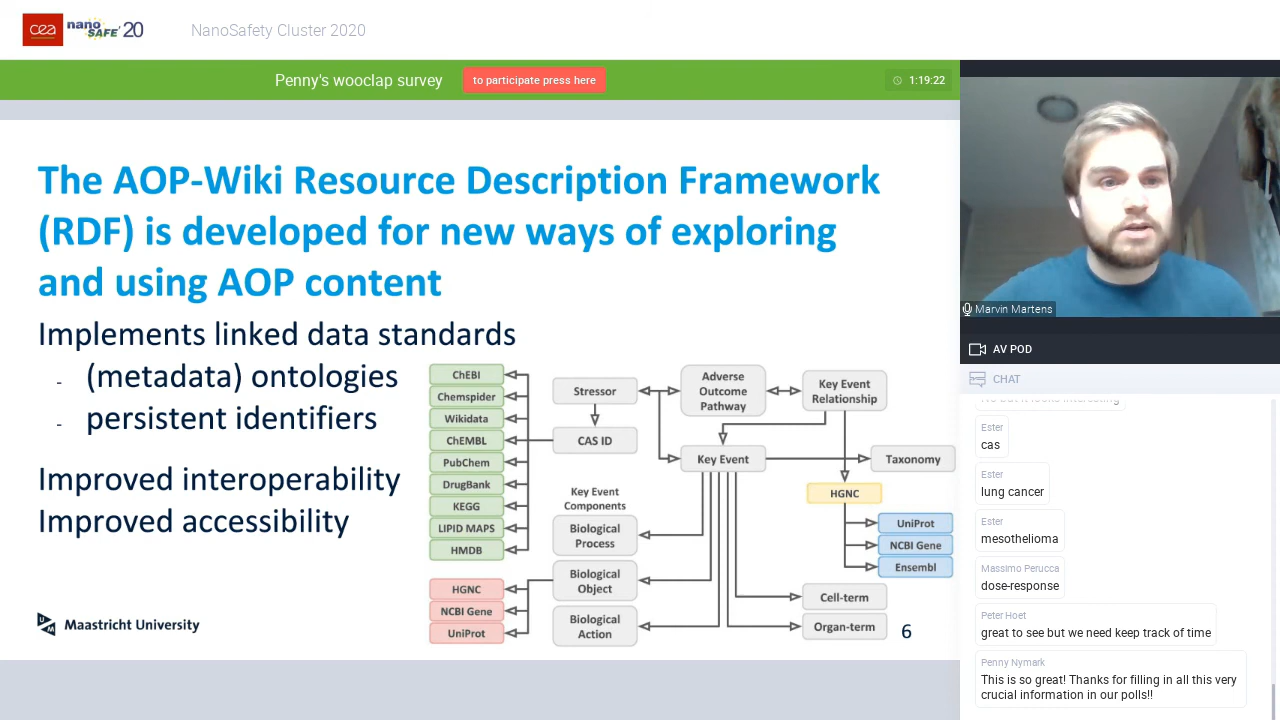 cea nano SAFE' 20
NanoSafety Cluster 2020
Penny's wooclap survey
to participate press here
1:19:22
The AOP-Wiki Resource Description Framework
(RDF) is developed for new ways of exploring
and using AOP content
Implements linked data standards
- (metadata) ontologies
- persistent identifiers
Improved interoperability
Improved accessibility
ChEBI
Chemspider
Wikidata
ChEMBL
PubChem
DrugBank
KEGG
LIPID MAPS
HMDB
HGNC
NCBI Gene
UniProt
Stressor
CAS ID
Key Event
Components
Biological
Process
Biological
Object
Biological
Action
Adverse
Outcome
Pathway
Key Event
Key Event
Relationship
Taxonomy
HGNC
UniProt
NCBI Gene
Ensembl
Cell-term
Organ-term
6
UM
Maastricht University
Marvin Martens
AV POD
CHAT
No but it looks interesting
Ester
cas
Ester
lung cancer
Ester
mesothelioma
Massimo Perucca
dose-response
Peter Hoet
great to see but we need keep track of time
Penny Nymark
This is so great! Thanks for filling in all this very
crucial information in our polls!!